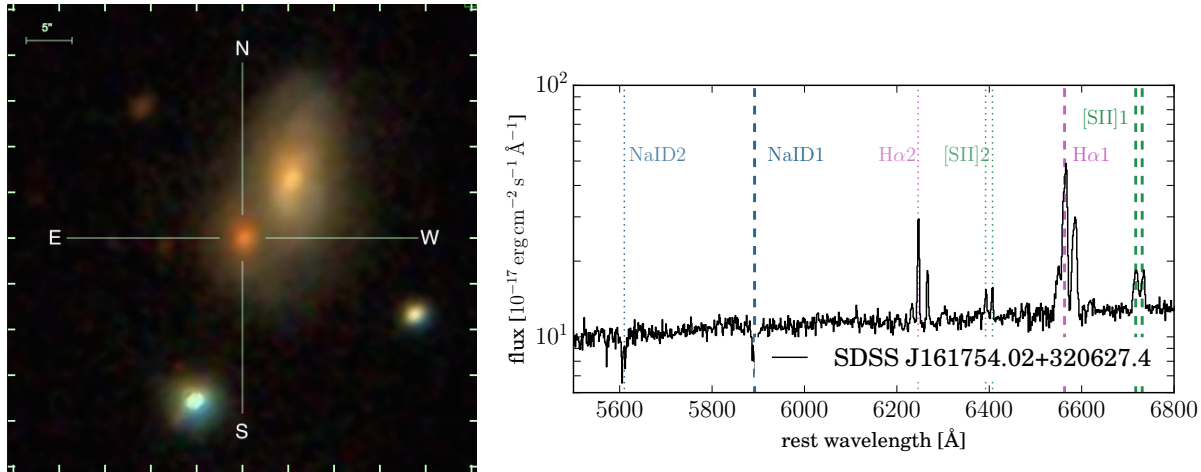 5"
N
E
W
S
10²
10¹
flux [10⁻¹⁷ erg cm⁻² s⁻¹ Å⁻¹]
[SII]1
NaID2
NaID1
Hα2
[SII]2
Hα1
SDSS J161754.02+320627.4
5600 5800 6000 6200 6400 6600 6800
rest wavelength [Å]